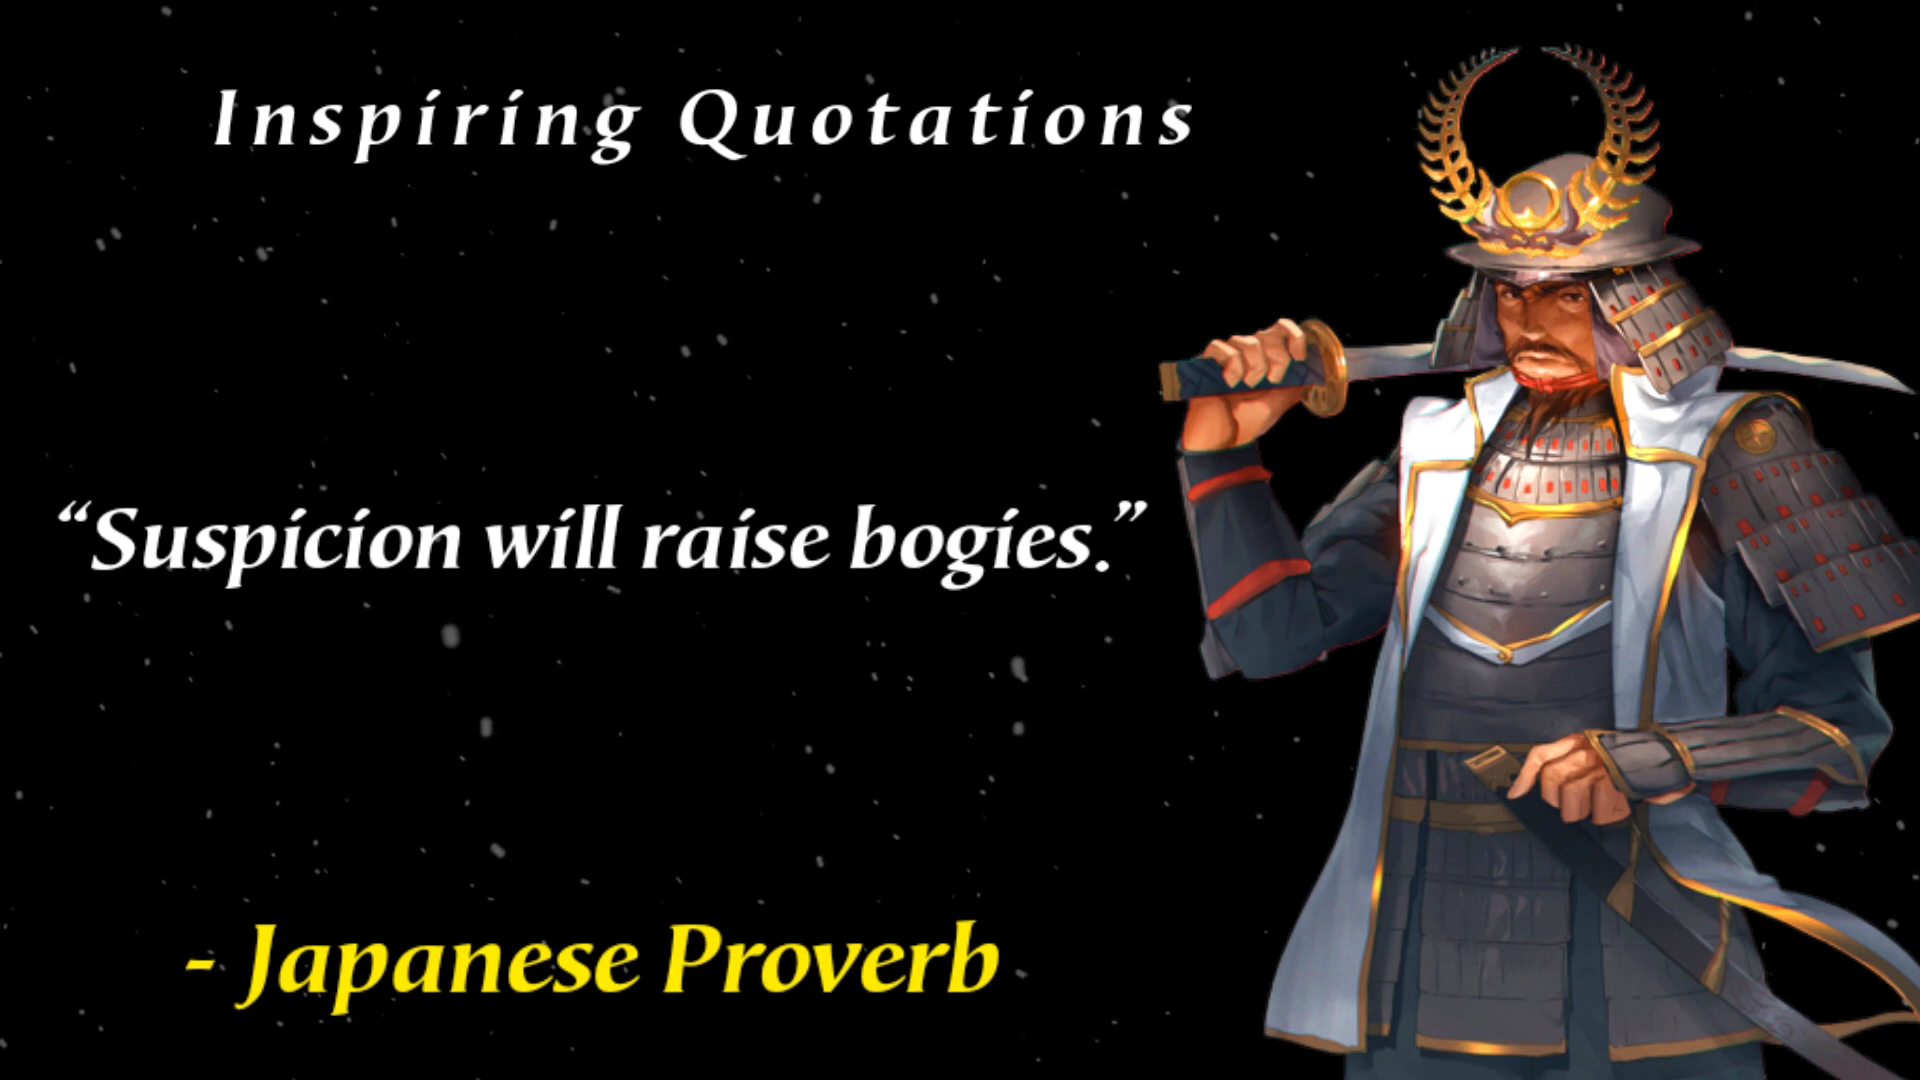 Inspiring Quotations
“Suspicion will raise bogies.”
- Japanese Proverb